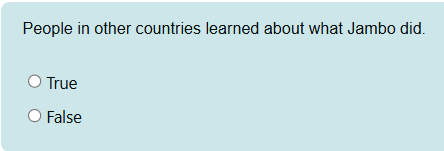 People in other countries learned about what Jambo did.
True
False